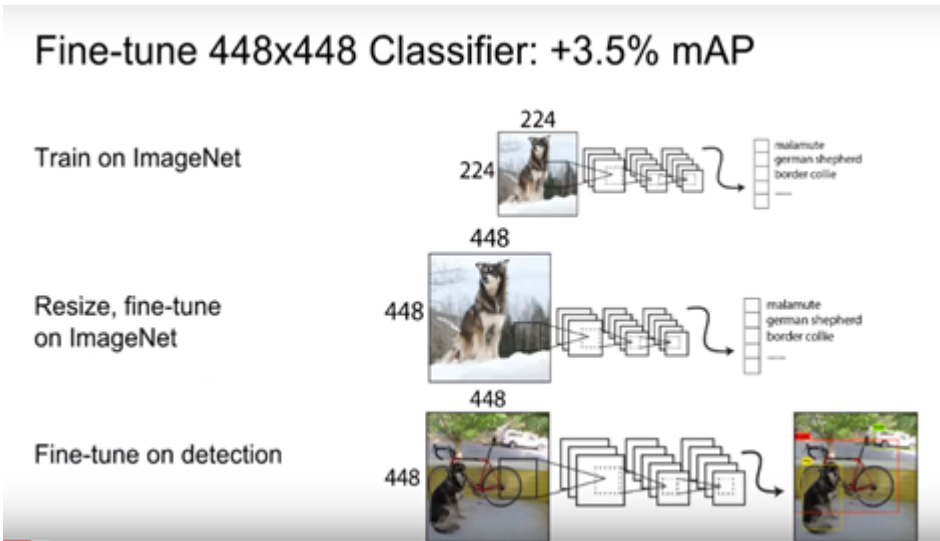 Fine-tune 448x448 Classifier: +3.5% mAP
224
Train on ImageNet
224
malamute
german shepherd
border collie
448
Resize, fine-tune
on ImageNet
448
malamute
german shepherd
border collie
448
Fine-tune on detection
448